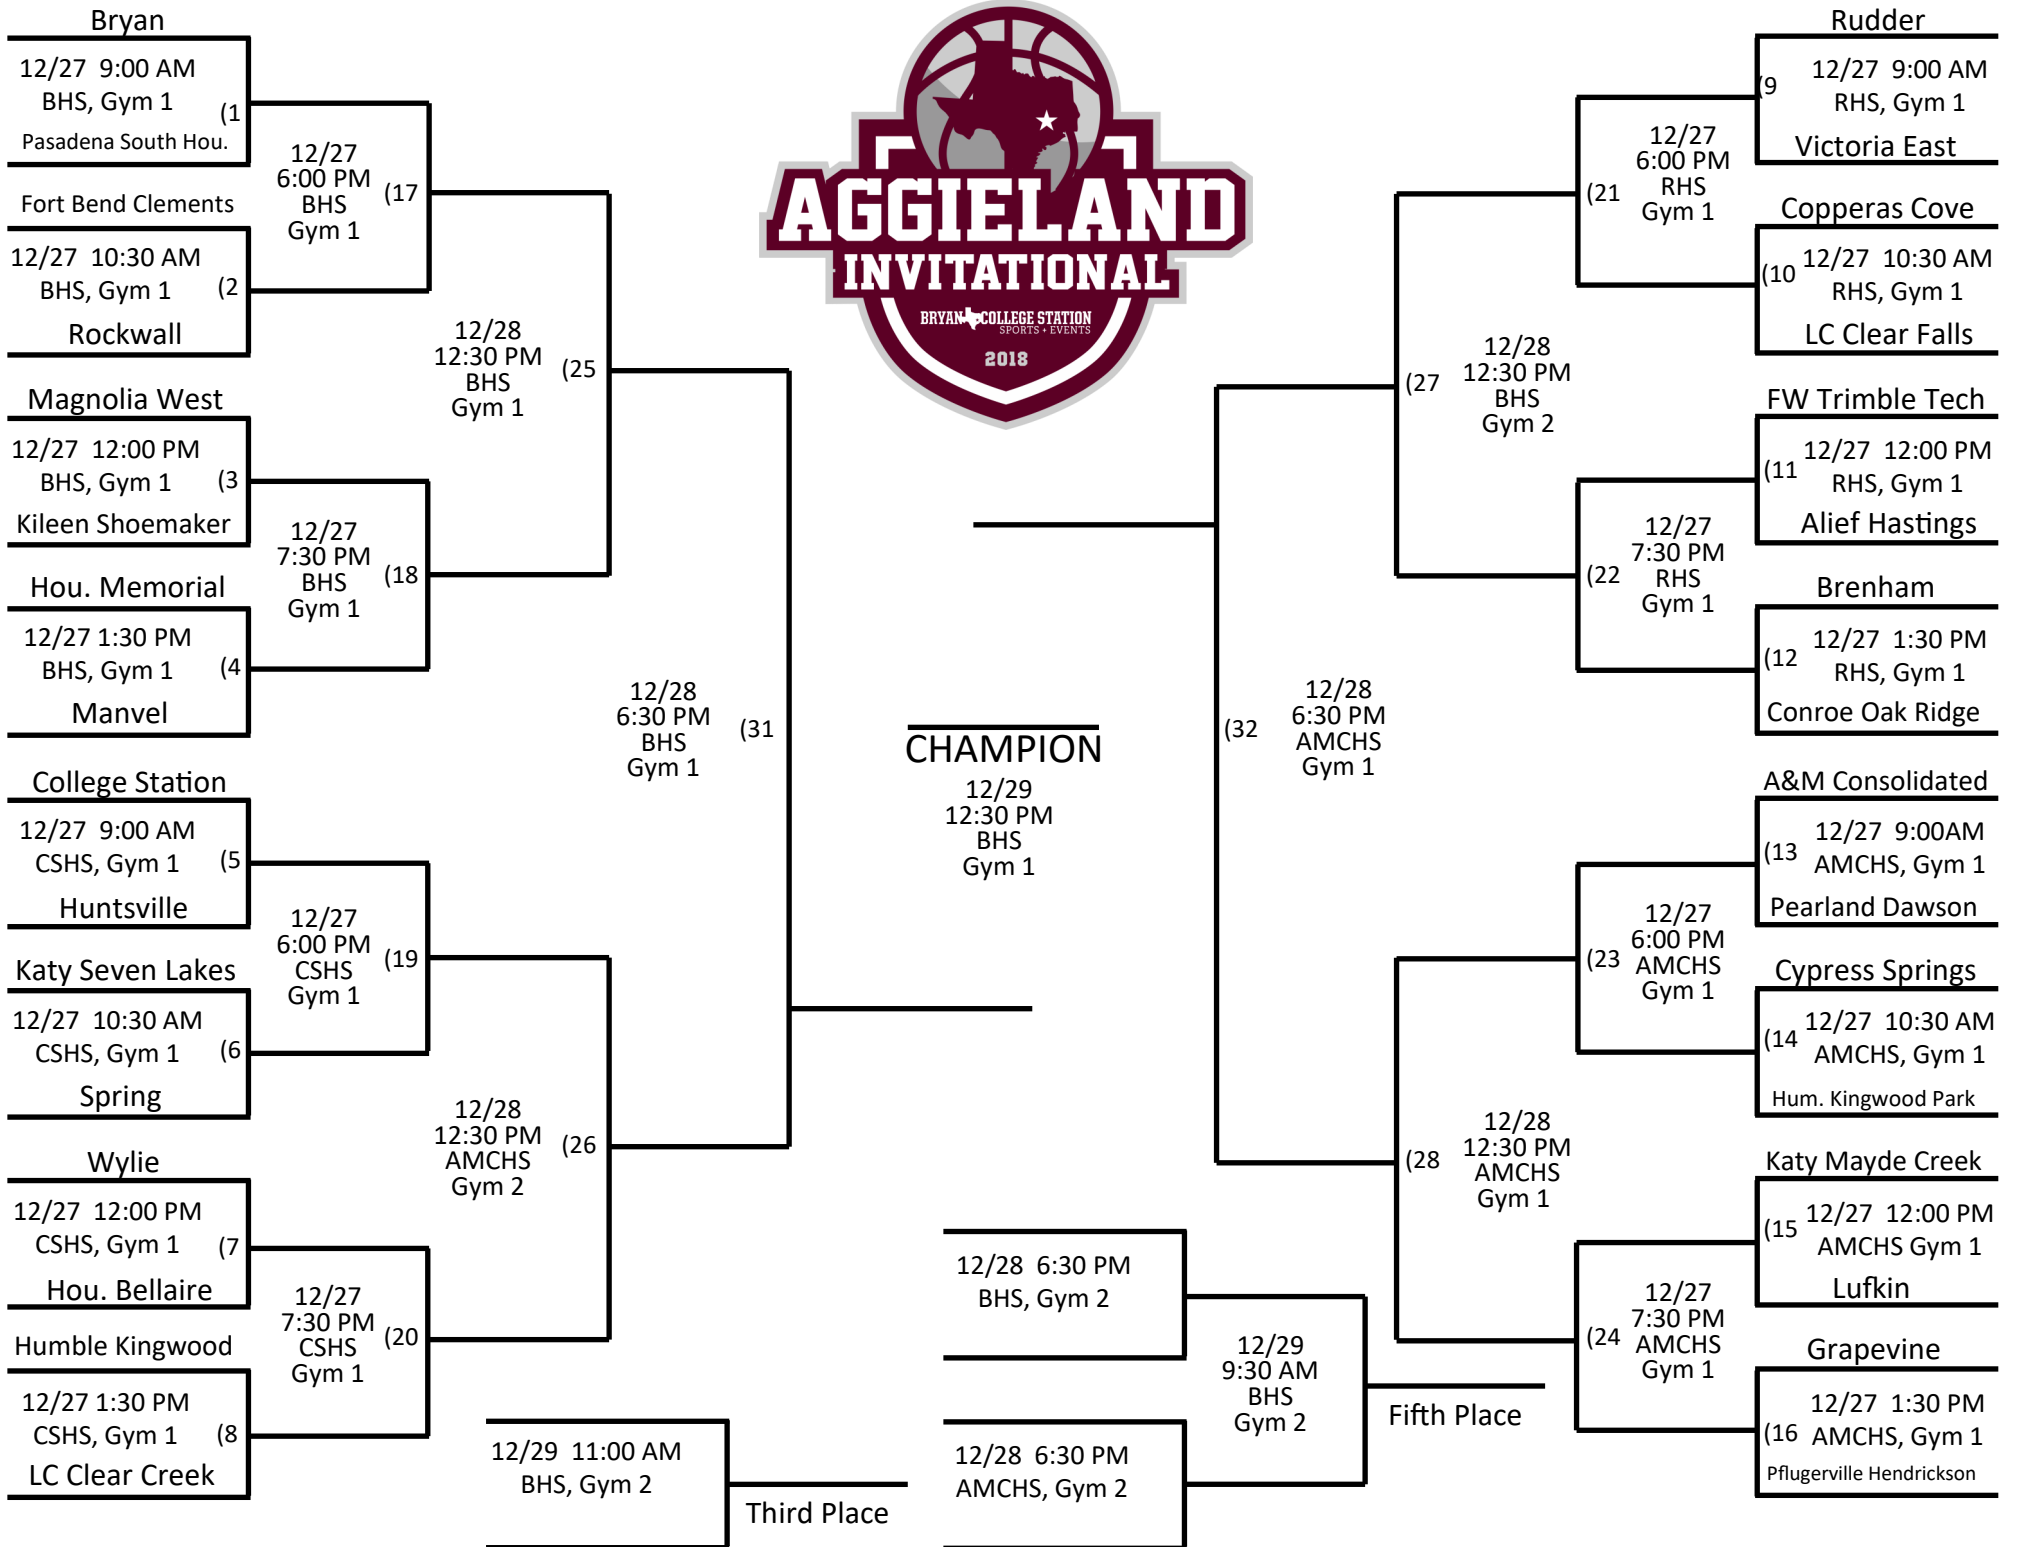 Bryan
12/27  9:00 AM
BHS, Gym 1
(1
Pasadena South Hou.
Fort Bend Clements
12/27  10:30 AM
BHS, Gym 1
(2
Rockwall
Magnolia West
12/27  12:00 PM
BHS, Gym 1
(3
Kileen Shoemaker
Hou. Memorial
12/27 1:30 PM
BHS, Gym 1
(4
Manvel
College Station
12/27  9:00 AM
CSHS, Gym 1
(5
Huntsville
Katy Seven Lakes
12/27  10:30 AM
CSHS, Gym 1
(6
Spring
Wylie
12/27  12:00 PM
CSHS, Gym 1
(7
Hou. Bellaire
Humble Kingwood
12/27 1:30 PM
CSHS, Gym 1
(8
LC Clear Creek
12/27
6:00 PM
BHS
Gym 1
(17
12/27
7:30 PM
BHS
Gym 1
(18
12/27
6:00 PM
CSHS
Gym 1
(19
12/27
7:30 PM
CSHS
Gym 1
(20
12/28
12:30 PM
BHS
Gym 1
(25
12/28
12:30 PM
AMCHS
Gym 2
(26
12/28
6:30 PM
BHS
Gym 1
(31
AGGIELAND
INVITATIONAL
BRYAN COLLEGE STATION
SPORTS + EVENTS
2018
CHAMPION
12/29
12:30 PM
BHS
Gym 1
12/29  11:00 AM
BHS, Gym 2
Third Place
12/28  6:30 PM
BHS, Gym 2
12/28  6:30 PM
AMCHS, Gym 2
12/29
9:30 AM
BHS
Gym 2
Fifth Place
(32
12/28
6:30 PM
AMCHS
Gym 1
(27
12/28
12:30 PM
BHS
Gym 2
(28
12/28
12:30 PM
AMCHS
Gym 1
(21
12/27
6:00 PM
RHS
Gym 1
(22
12/27
7:30 PM
RHS
Gym 1
(23
12/27
6:00 PM
AMCHS
Gym 1
(24
12/27
7:30 PM
AMCHS
Gym 1
Rudder
(9
12/27  9:00 AM
RHS, Gym 1
Victoria East
Copperas Cove
(10
12/27  10:30 AM
RHS, Gym 1
LC Clear Falls
FW Trimble Tech
(11
12/27  12:00 PM
RHS, Gym 1
Alief Hastings
Brenham
(12
12/27  1:30 PM
RHS, Gym 1
Conroe Oak Ridge
A&M Consolidated
(13
12/27  9:00AM
AMCHS, Gym 1
Pearland Dawson
Cypress Springs
(14
12/27  10:30 AM
AMCHS, Gym 1
Hum. Kingwood Park
Katy Mayde Creek
(15
12/27  12:00 PM
AMCHS Gym 1
Lufkin
Grapevine
(16
12/27  1:30 PM
AMCHS, Gym 1
Pflugerville Hendrickson